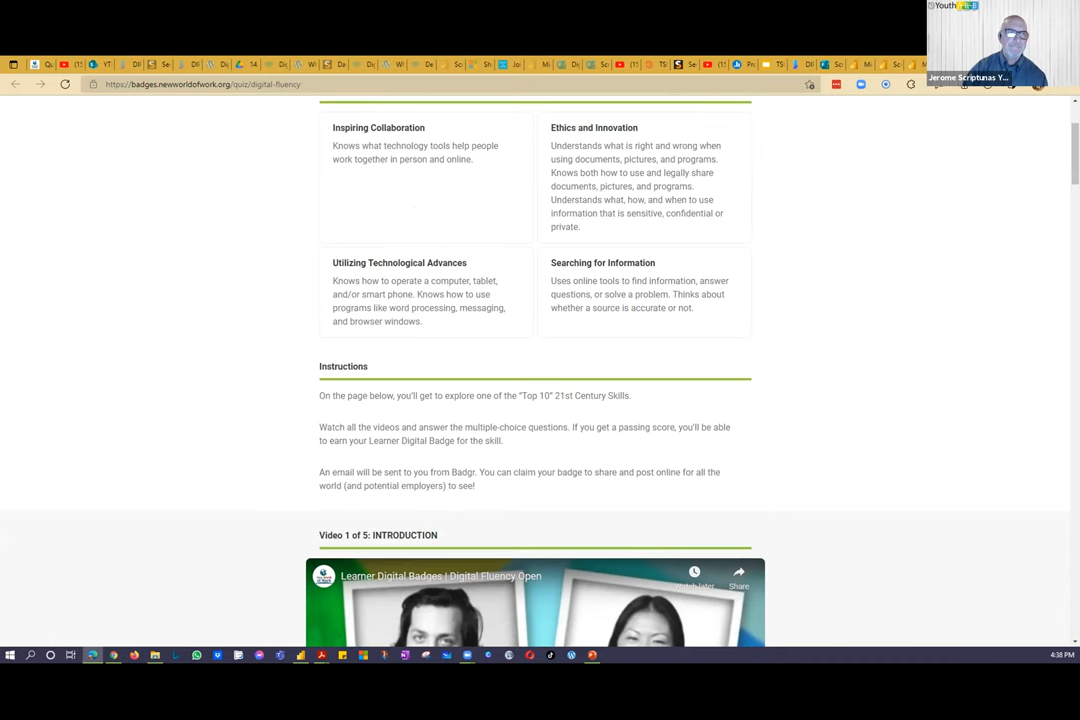 Youth
Jerome Scriptunas Y...
https://badges.newworldofwork.org/quiz/digital-fluency
Inspiring Collaboration
Knows what technology tools help people
work together in person and online.
Ethics and Innovation
Understands what is right and wrong when
using documents, pictures, and programs.
Knows both how to use and legally share
documents, pictures, and programs.
Understands what, how, and when to use
information that is sensitive, confidential or
private.
Utilizing Technological Advances
Knows how to operate a computer, tablet,
and/or smart phone. Knows how to use
programs like word processing, messaging,
and browser windows.
Searching for Information
Uses online tools to find information, answer
questions, or solve a problem. Thinks about
whether a source is accurate or not.
Instructions
On the page below, you'll get to explore one of the “Top 10” 21st Century Skills.
Watch all the videos and answer the multiple-choice questions. If you get a passing score, you'll be able
to earn your Learner Digital Badge for the skill.
An email will be sent to you from Badgr. You can claim your badge to share and post online for all the
world (and potential employers) to see!
Video 1 of 5: INTRODUCTION
Learner Digital Badges | Digital Fluency Open
Watch later
Share
4:38 PM